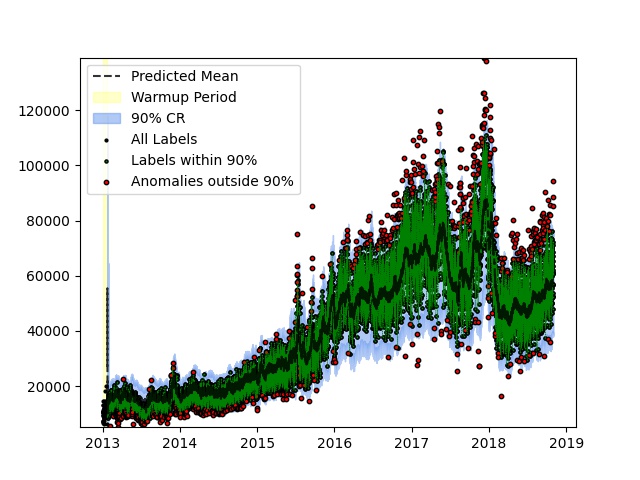 Predicted Mean
Warmup Period
90% CR
All Labels
Labels within 90%
Anomalies outside 90%
120000
100000
80000
60000
40000
20000
2013 2014 2015 2016 2017 2018 2019